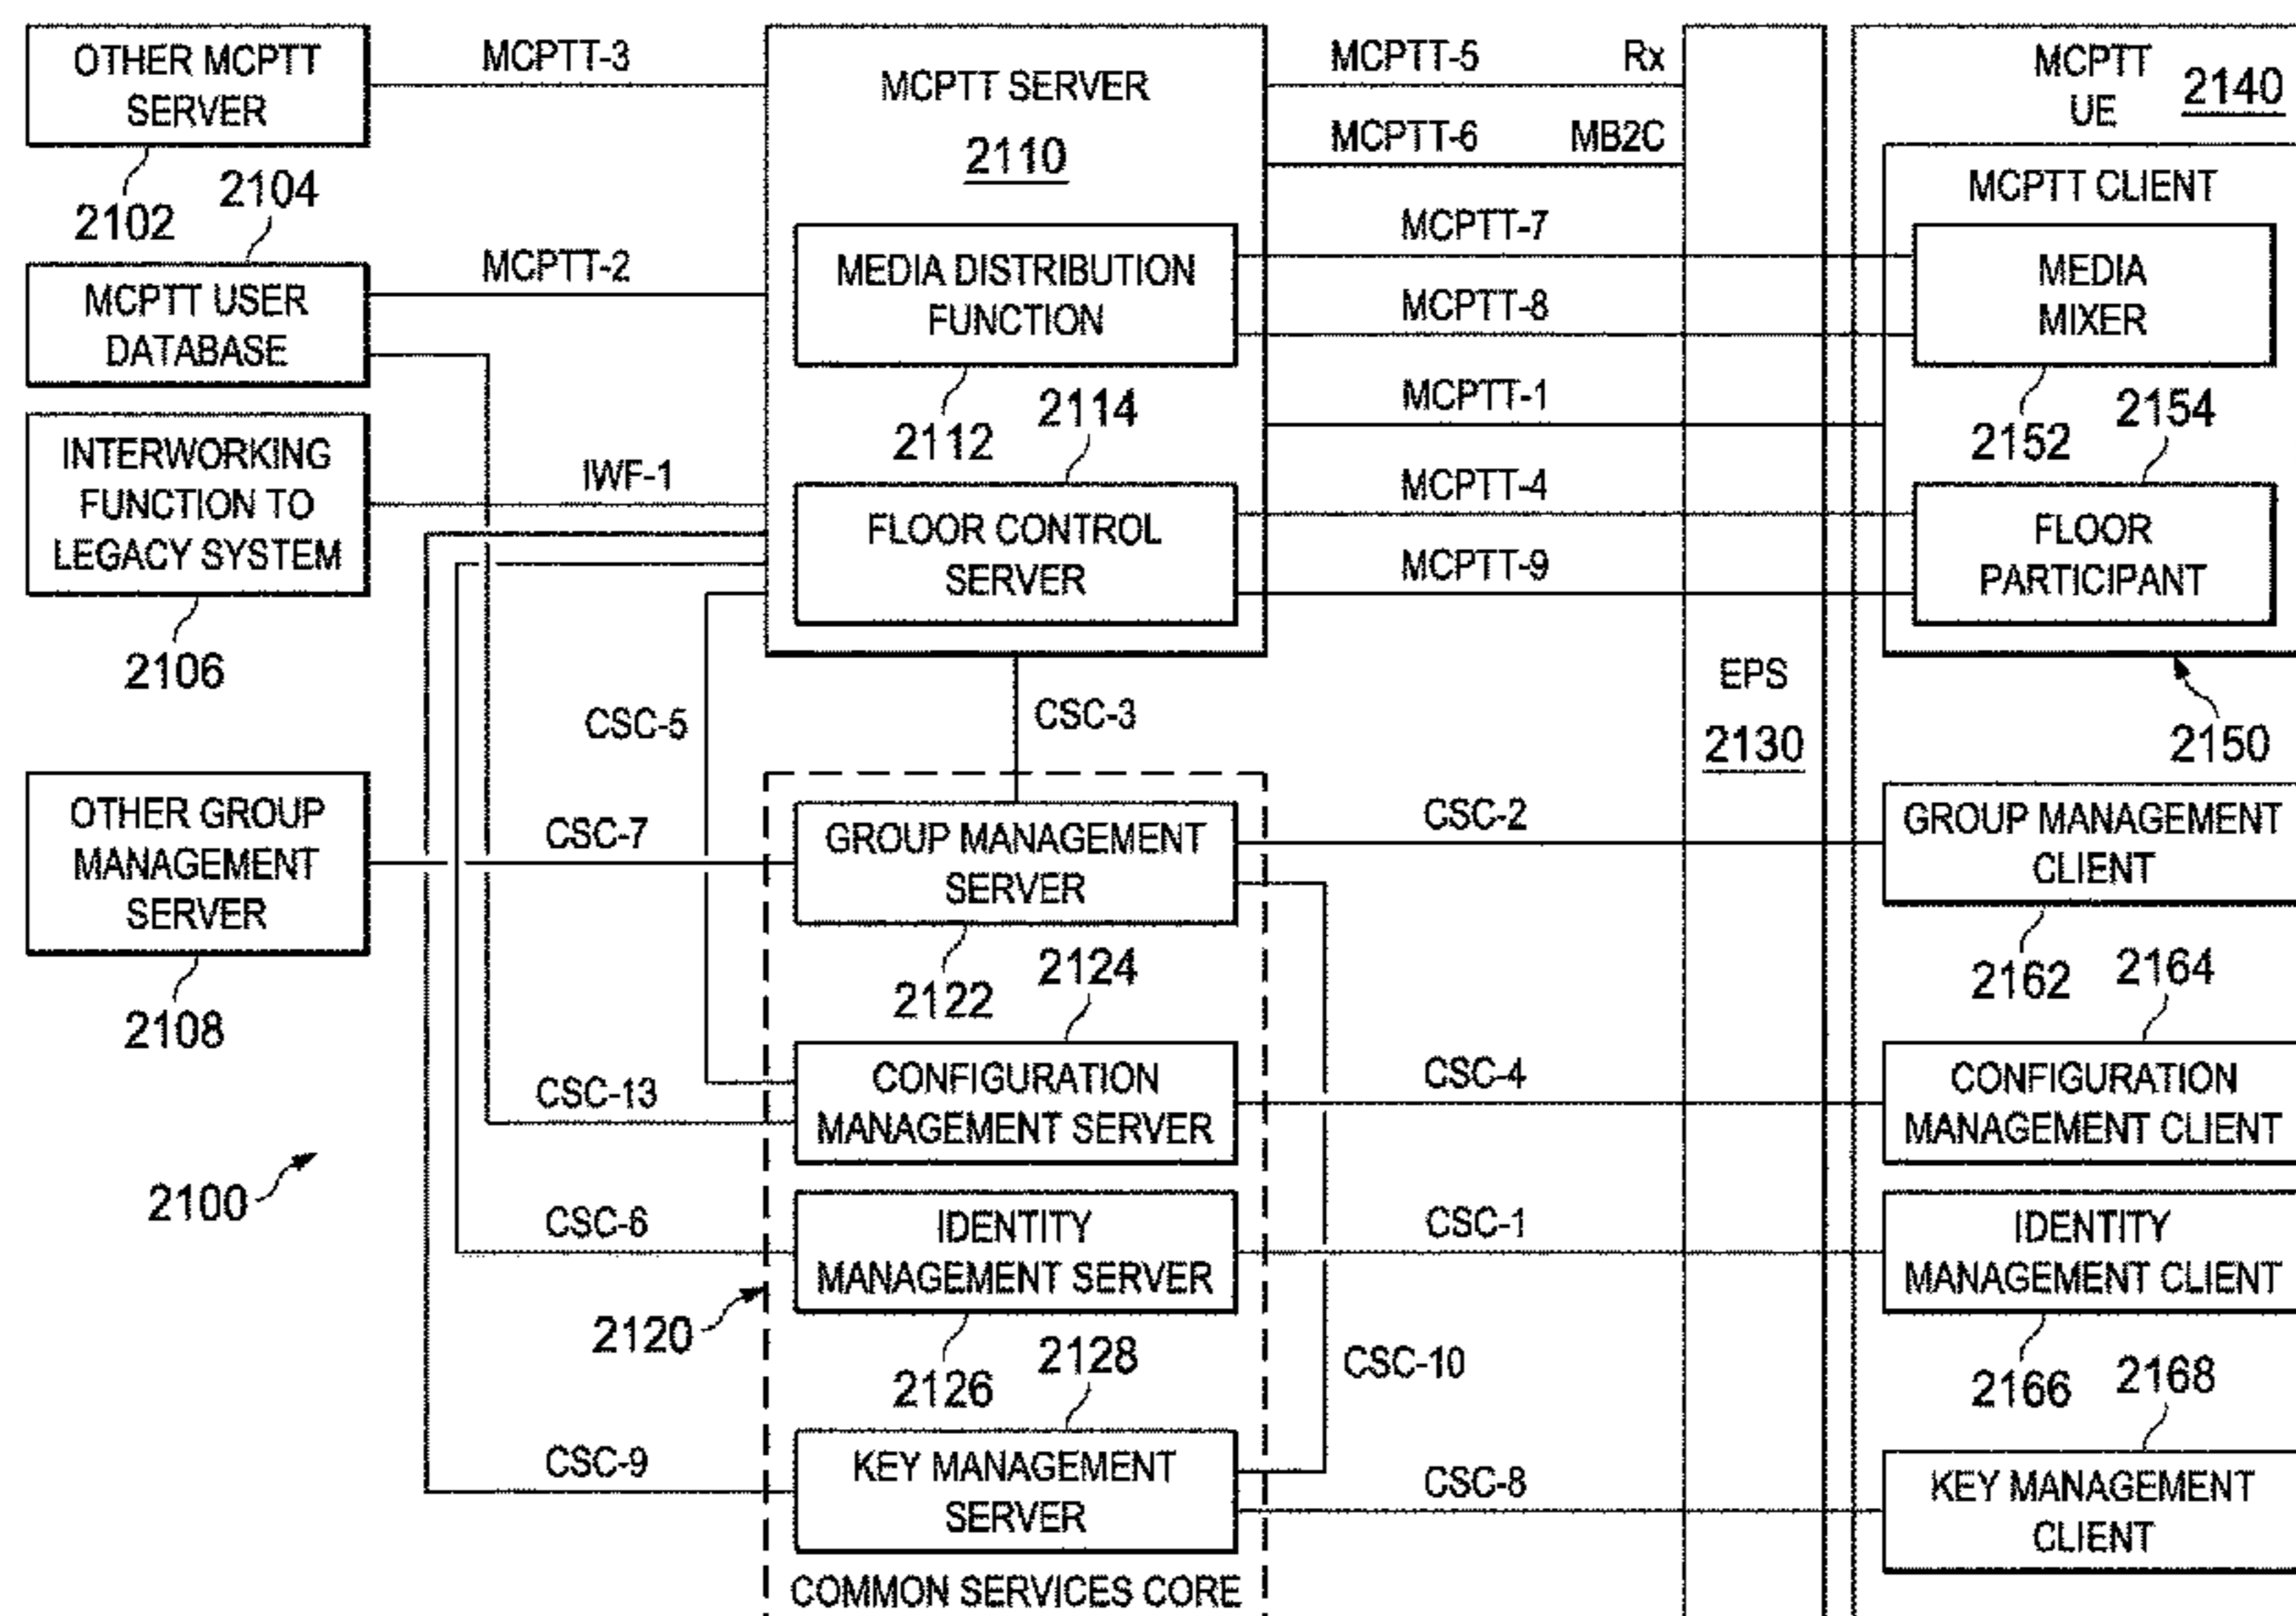 OTHER MCPTT
SERVER
2102
MCPTT-3
2104
MCPTT USER
DATABASE
MCPTT-2
INTERWORKING
FUNCTION TO
LEGACY SYSTEM
2106
IWF-1
OTHER GROUP
MANAGEMENT
SERVER
2108
2100
MCPTT SERVER
2110
MEDIA DISTRIBUTION
FUNCTION
2112
2114
FLOOR CONTROL
SERVER
MCPTT-5
Rx
MCPTT-6
MB2C
MCPTT-7
MCPTT-8
MCPTT-1
MCPTT-4
MCPTT-9
EPS
2130
MCPTT
UE
2140
MCPTT CLIENT
MEDIA
MIXER
2152
2154
FLOOR
PARTICIPANT
2150
CSC-5
CSC-3
CSC-7
GROUP MANAGEMENT
SERVER
2122
2124
CSC-2
GROUP MANAGEMENT
CLIENT
2162
2164
CSC-13
CONFIGURATION
MANAGEMENT SERVER
CSC-4
CONFIGURATION
MANAGEMENT CLIENT
CSC-6
IDENTITY
MANAGEMENT SERVER
2120
2126
2128
CSC-1
CSC-10
IDENTITY
MANAGEMENT CLIENT
2166
2168
CSC-9
KEY MANAGEMENT
SERVER
CSC-8
KEY MANAGEMENT
CLIENT
COMMON SERVICES CORE